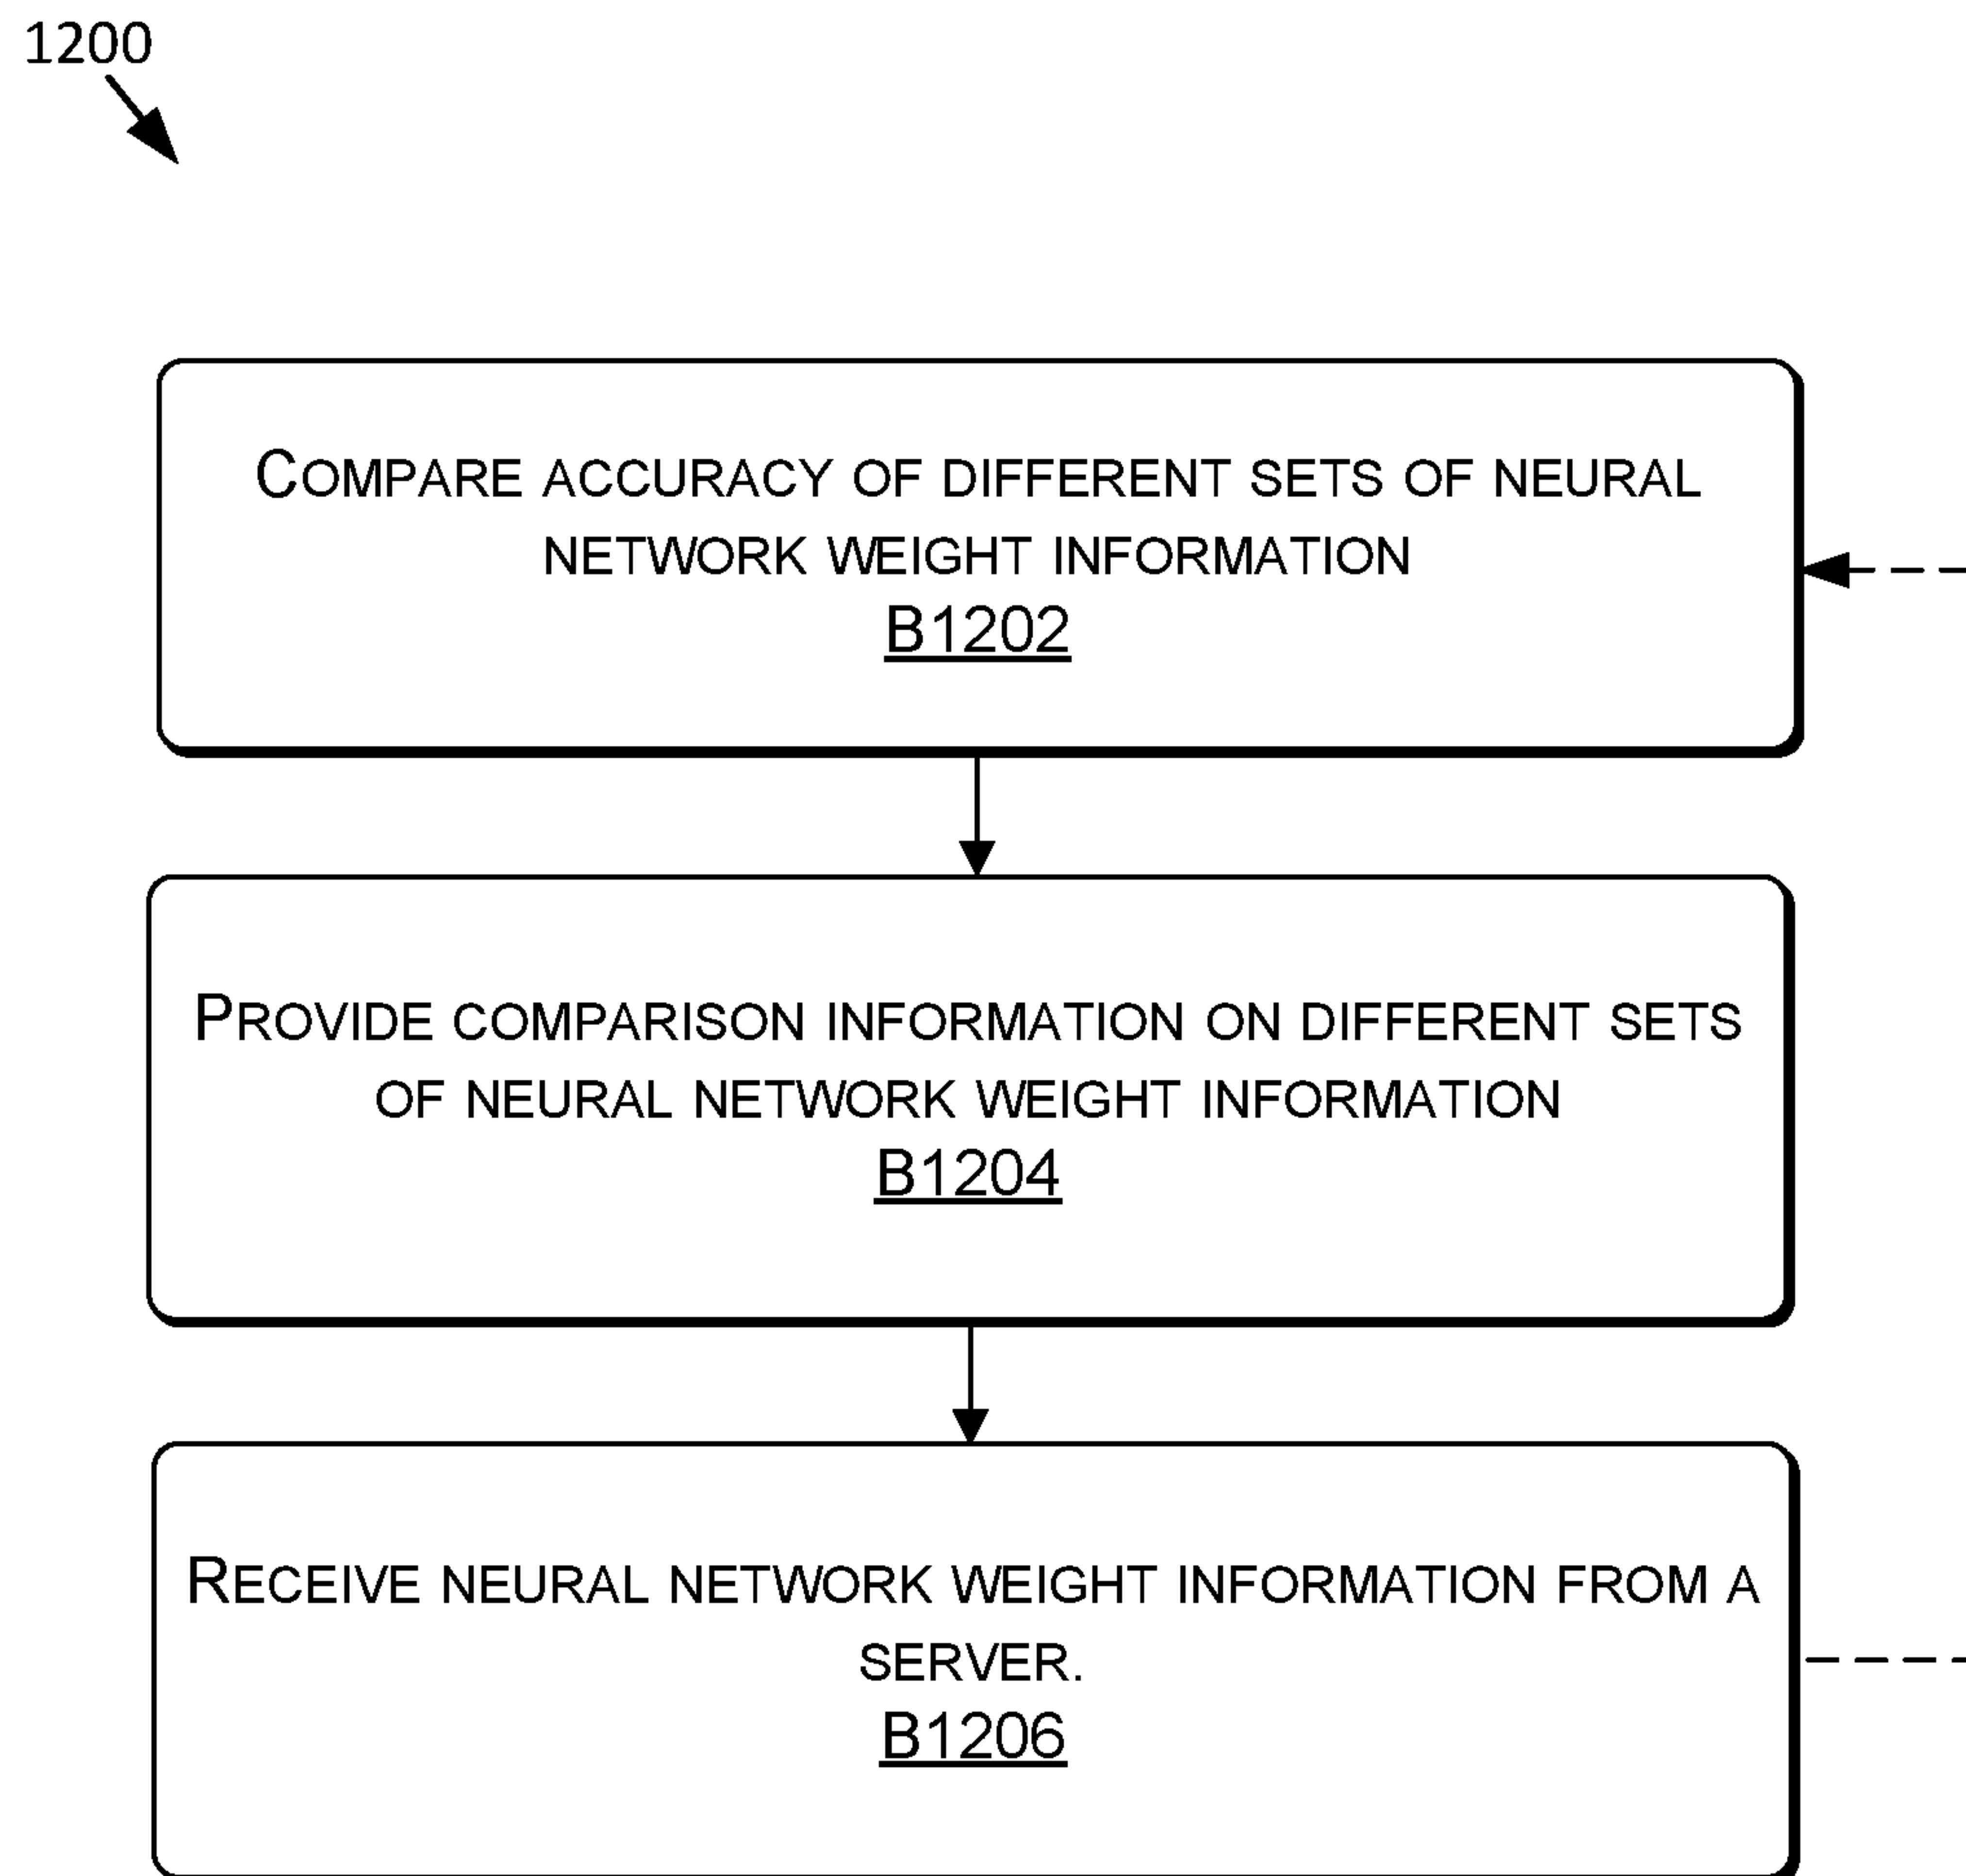 1200
COMPARE ACCURACY OF DIFFERENT SETS OF NEURAL
NETWORK WEIGHT INFORMATION
B1202
PROVIDE COMPARISON INFORMATION ON DIFFERENT SETS
OF NEURAL NETWORK WEIGHT INFORMATION
B1204
RECEIVE NEURAL NETWORK WEIGHT INFORMATION FROM A
SERVER.
B1206